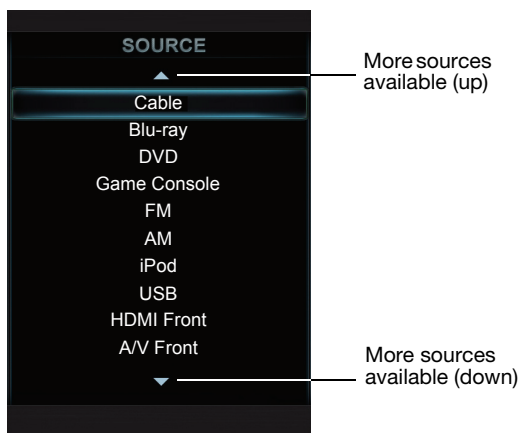 SOURCE
More sources
available (up)
Cable
Blu-ray
DVD
Game Console
FM
AM
iPod
USB
HDMI Front
A/V Front
More sources
available (down)